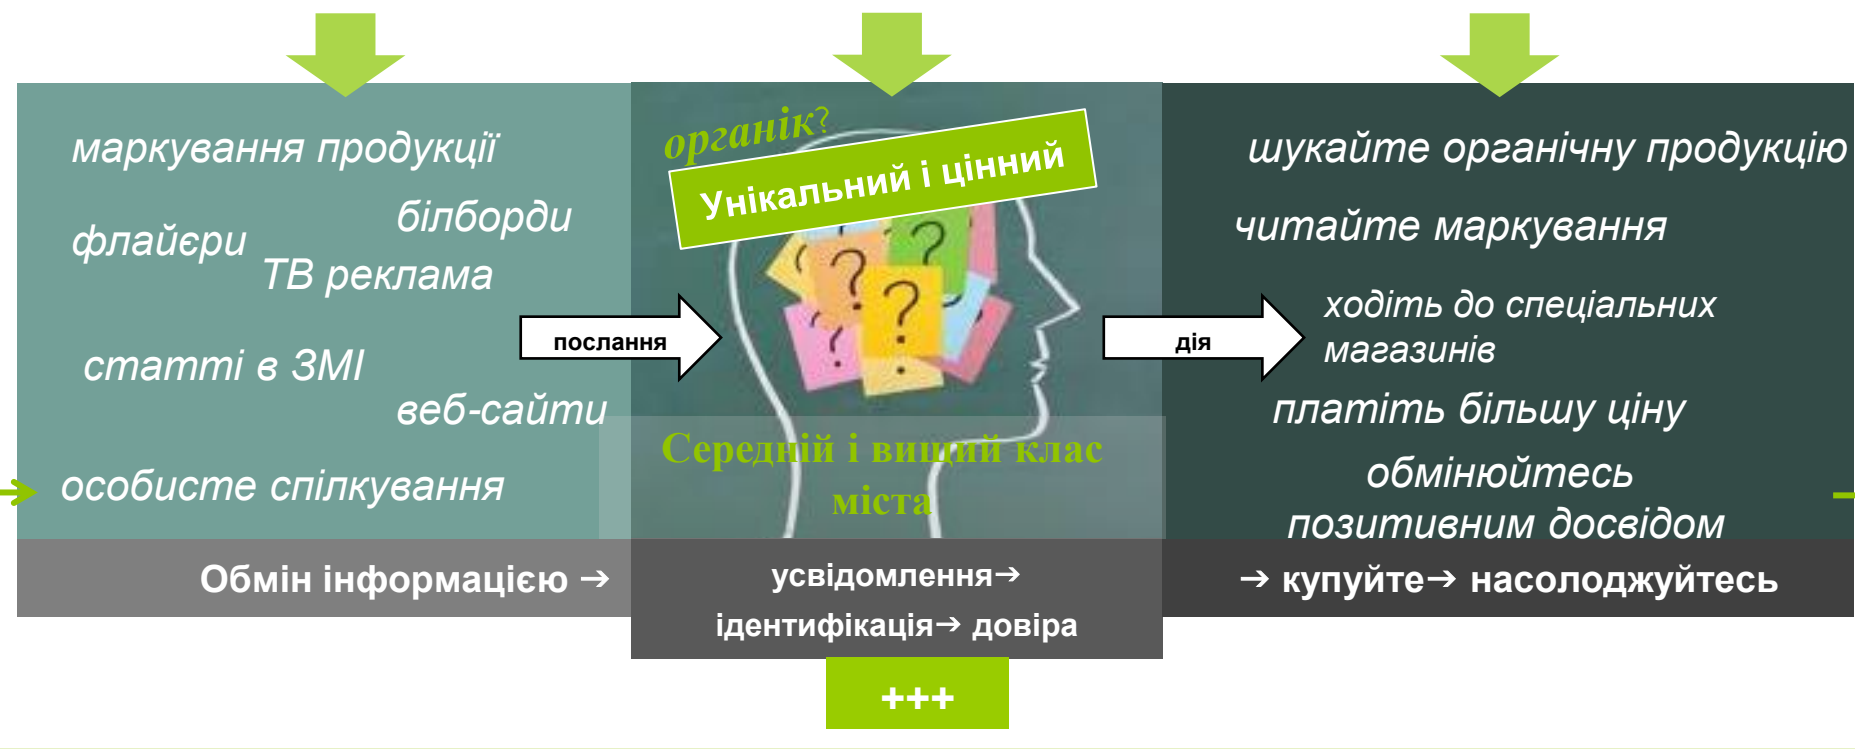 маркування продукції
білборди
флайєри
ТВ реклама
статті в ЗМІ
веб-сайти
особисте спілкування
Обмін інформацією →
послання
органік?
Унікальний і цінний
? ? ?
Середній і вищий клас
міста
усвідомлення→
ідентифікація→ довіра
+++
дія
шукайте органічну продукцію
читайте маркування
ходіть до спеціальних
магазинів
платіть більшу ціну
обмінюйтесь
позитивним досвідом
→ купуйте→ насолоджуйтесь